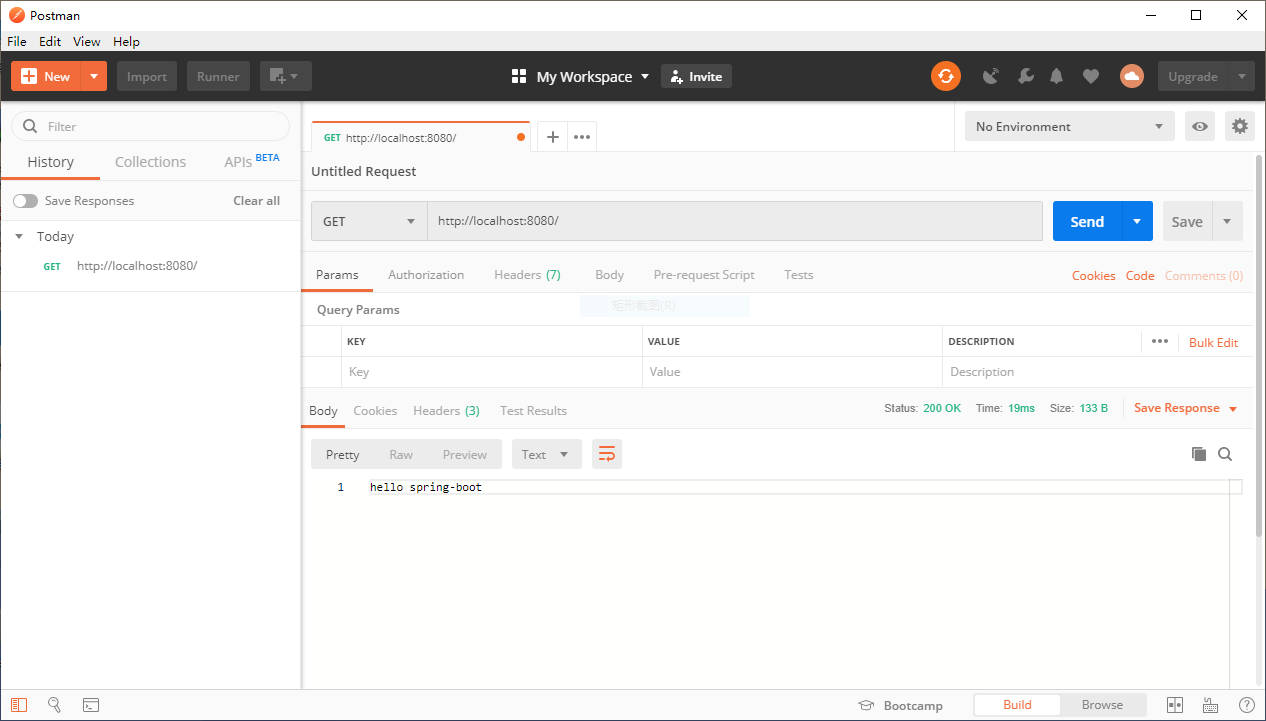 Postman
File Edit View Help
New Import Runner My Workspace Invite Upgrade
Filter
History Collections APIs BETA
Save Responses Clear all
Today
GET http://localhost:8080/
GET http://localhost:8080/ No Environment
Untitled Request
GET http://localhost:8080/ Send Save
Params Authorization Headers (7) Body Pre-request Script Tests Cookies Code Comments (0)
矩形截图(R)
Query Params
KEY VALUE DESCRIPTION Bulk Edit
Key Value Description
Body Cookies Headers (3) Test Results Status: 200 OK Time: 19ms Size: 133 B Save Response
Pretty Raw Preview Text
1 hello spring-boot
Bootcamp Build Browse